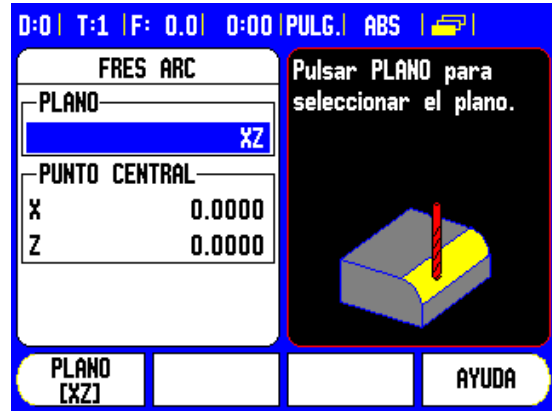 D:0 | T:1 | F: 0.0 | 0:00 | PULG. | ABS
FRES ARC
PLANO
XZ
PUNTO CENTRAL
X 0.0000
Z 0.0000
Pulsar PLANO para
seleccionar el plano.
PLANO
[XZ]
AYUDA